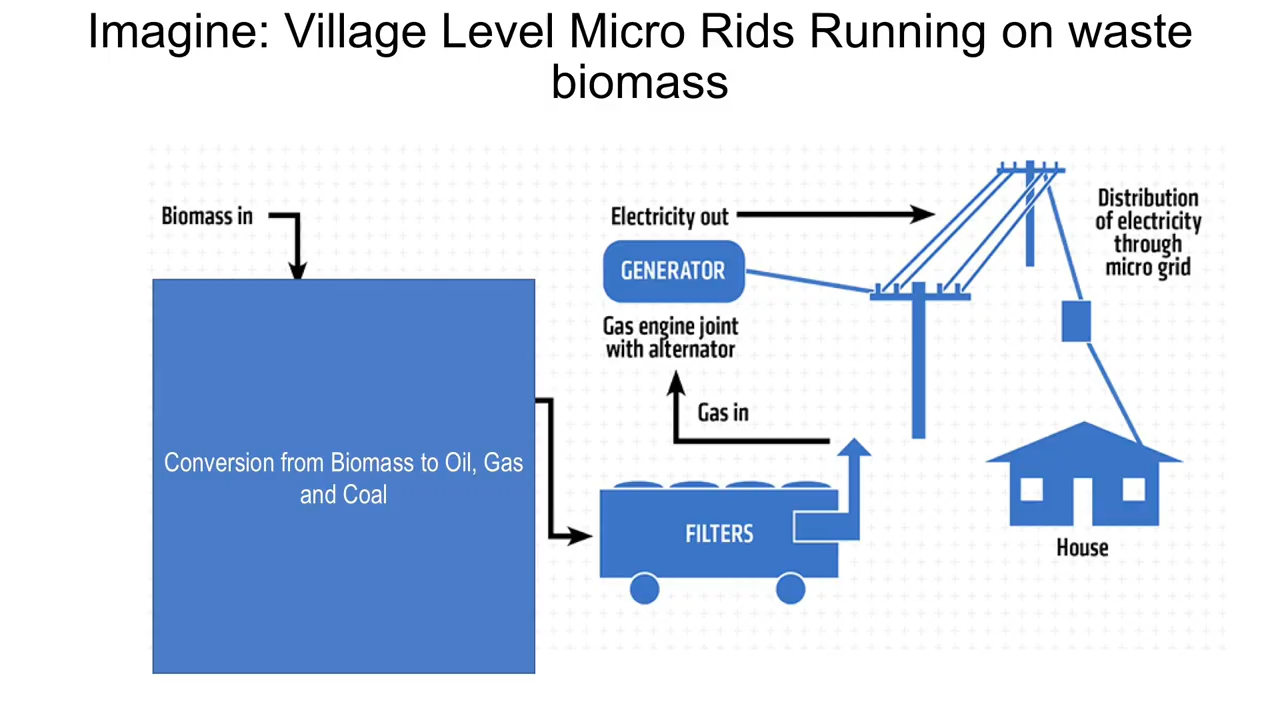 Imagine: Village Level Micro Rids Running on waste
biomass
Biomass in
Conversion from Biomass to Oil, Gas
and Coal
Electricity out
GENERATOR
Gas engine joint
with alternator
Gas in
FILTERS
Distribution
of electricity
through
micro grid
House